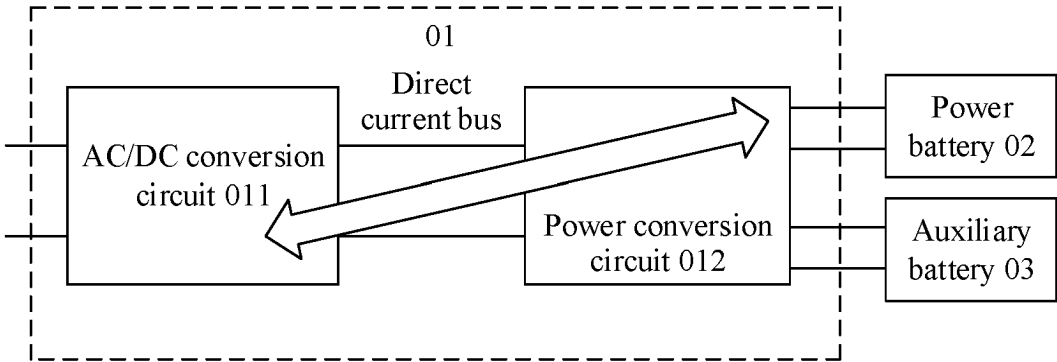 01
Direct
current bus
AC/DC conversion
circuit 011
Power conversion
circuit 012
Power
battery 02
Auxiliary
battery 03